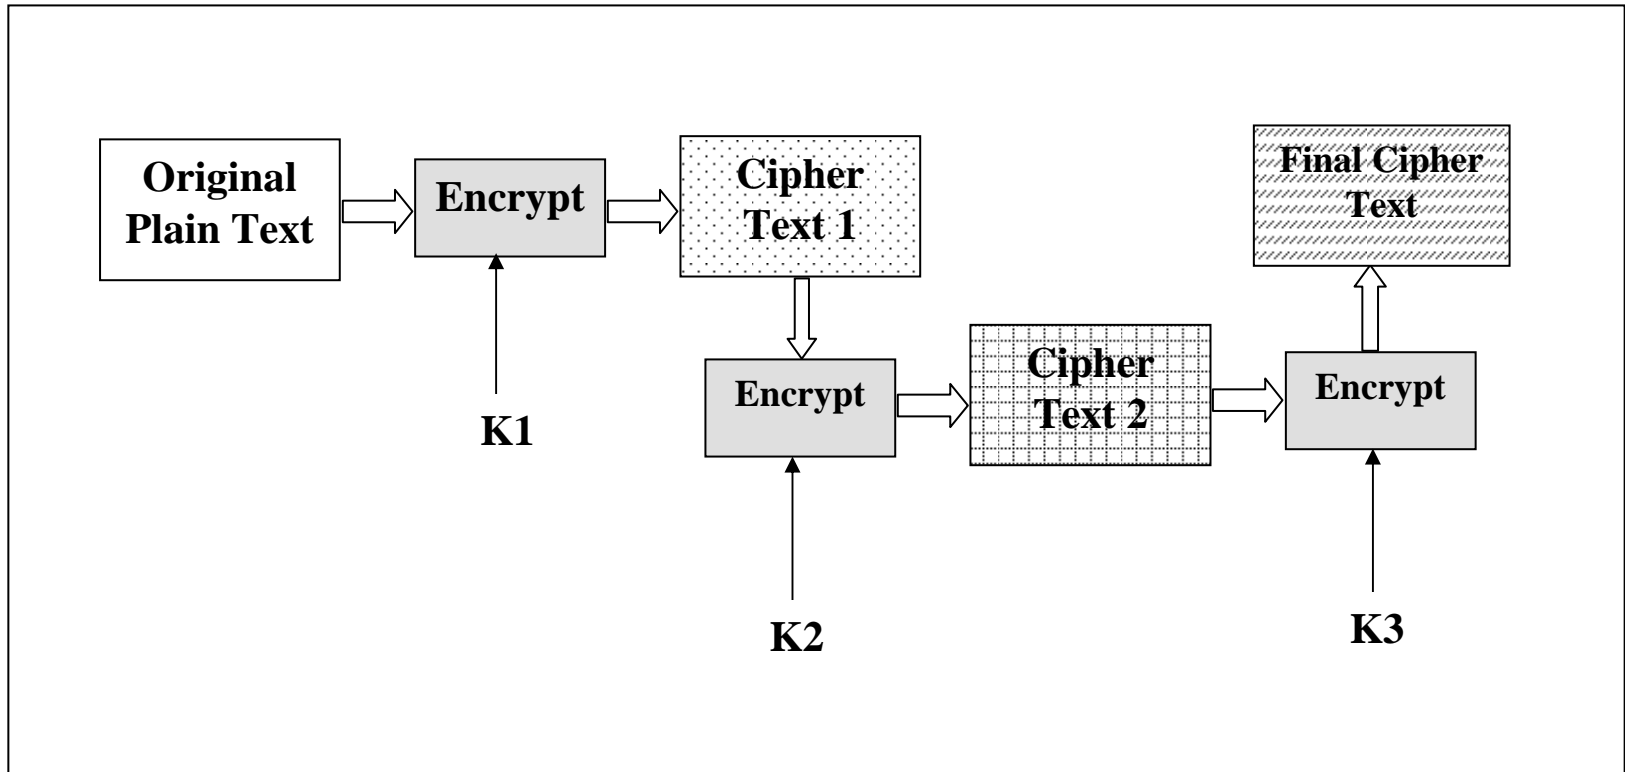 Original
Plain Text
Encrypt
Cipher
Text 1
Final Cipher
Text
K1
Encrypt
Cipher
Text 2
Encrypt
K2
K3